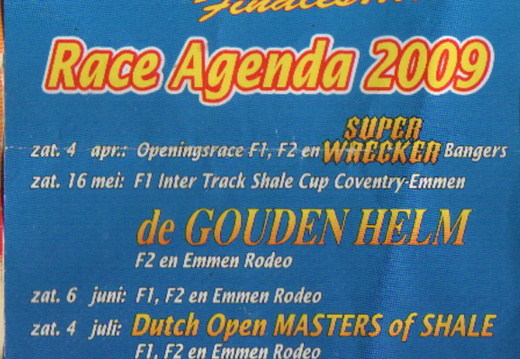 Race Agenda 2009
zat. 4 apr.: Openingsrace F1, F2 en SUPER WRECKER Bangers
zat. 16 mei: F1 Inter Track Shale Cup Coventry-Emmen
de GOUDEN HELM
F2 en Emmen Rodeo
zat. 6 juni: F1, F2 en Emmen Rodeo
zat. 4 juli: Dutch Open MASTERS of SHALE
F1, F2 en Emmen Rodeo